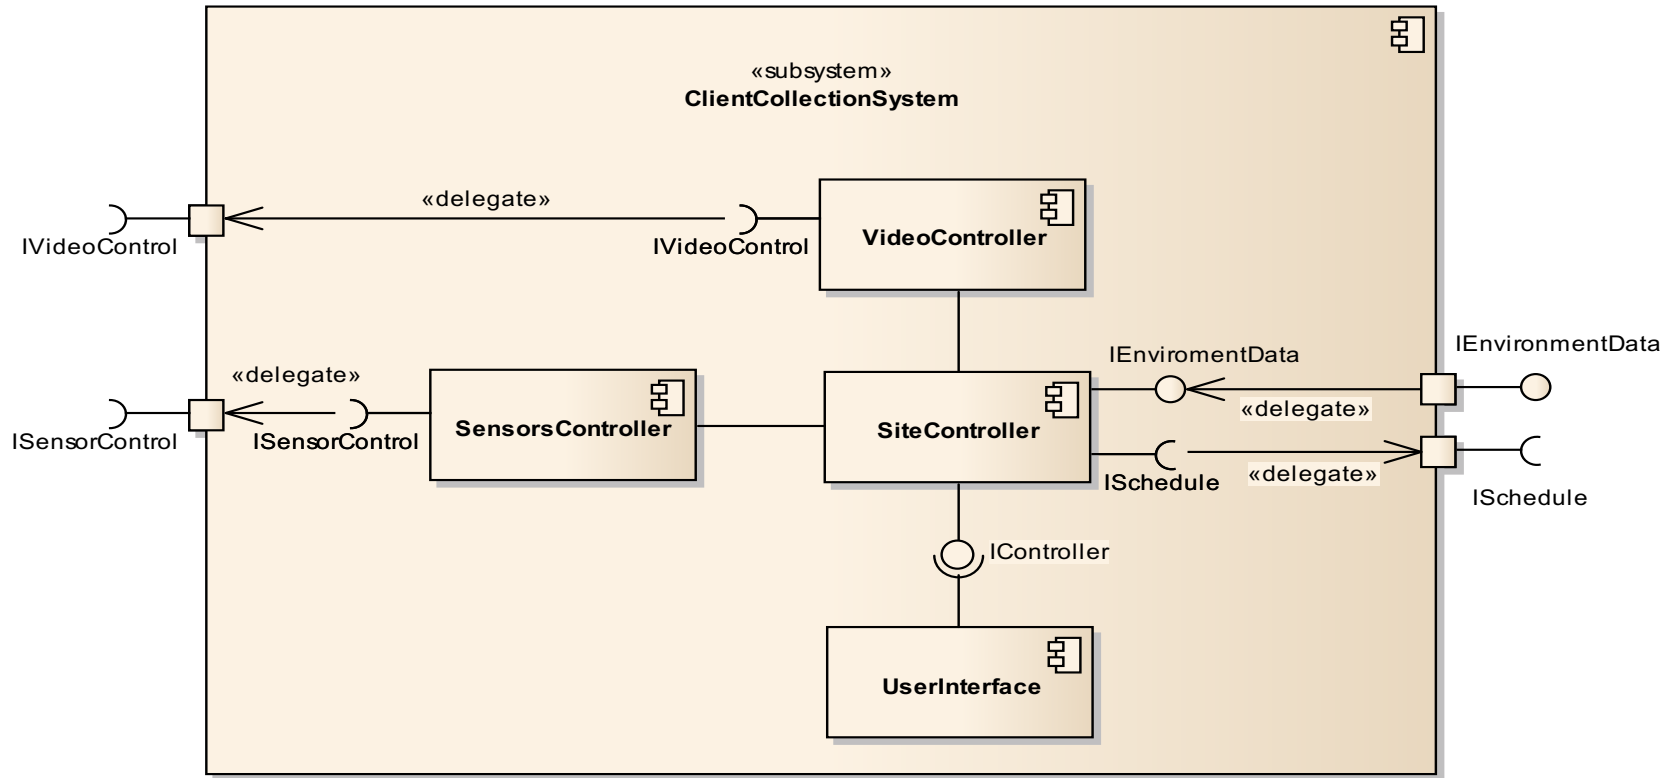 «subsystem»
ClientCollectionSystem
«delegate»
IVideoControl
IVideoControl
VideoController
IEnviromentData
IEnvironmentData
«delegate»
«delegate»
ISensorControl
ISensorControl
SensorsController
SiteController
ISchedule
«delegate»
ISchedule
IController
UserInterface